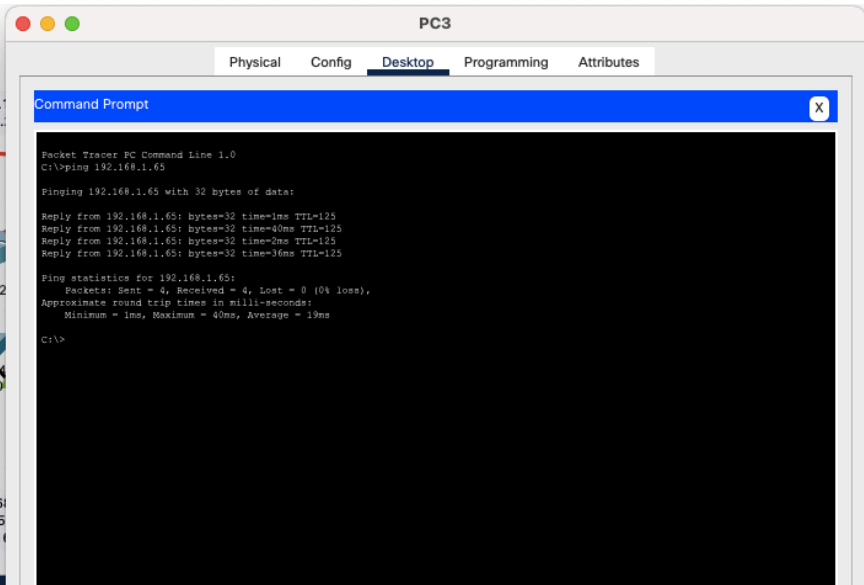 PC3
Physical Config Desktop Programming Attributes
Command Prompt
X
Packet Tracer PC Command Line 1.0
C:\>ping 192.168.1.65
Pinging 192.168.1.65 with 32 bytes of data:
Reply from 192.168.1.65: bytes=32 time=1ms TTL=125
Reply from 192.168.1.65: bytes=32 time=40ms TTL=125
Reply from 192.168.1.65: bytes=32 time=2ms TTL=125
Reply from 192.168.1.65: bytes=32 time=36ms TTL=125
Ping statistics for 192.168.1.65:
Packets: Sent = 4, Received = 4, Lost = 0 (0% loss),
Approximate round trip times in milli-seconds:
Minimum = 1ms, Maximum = 40ms, Average = 19ms
C:\>